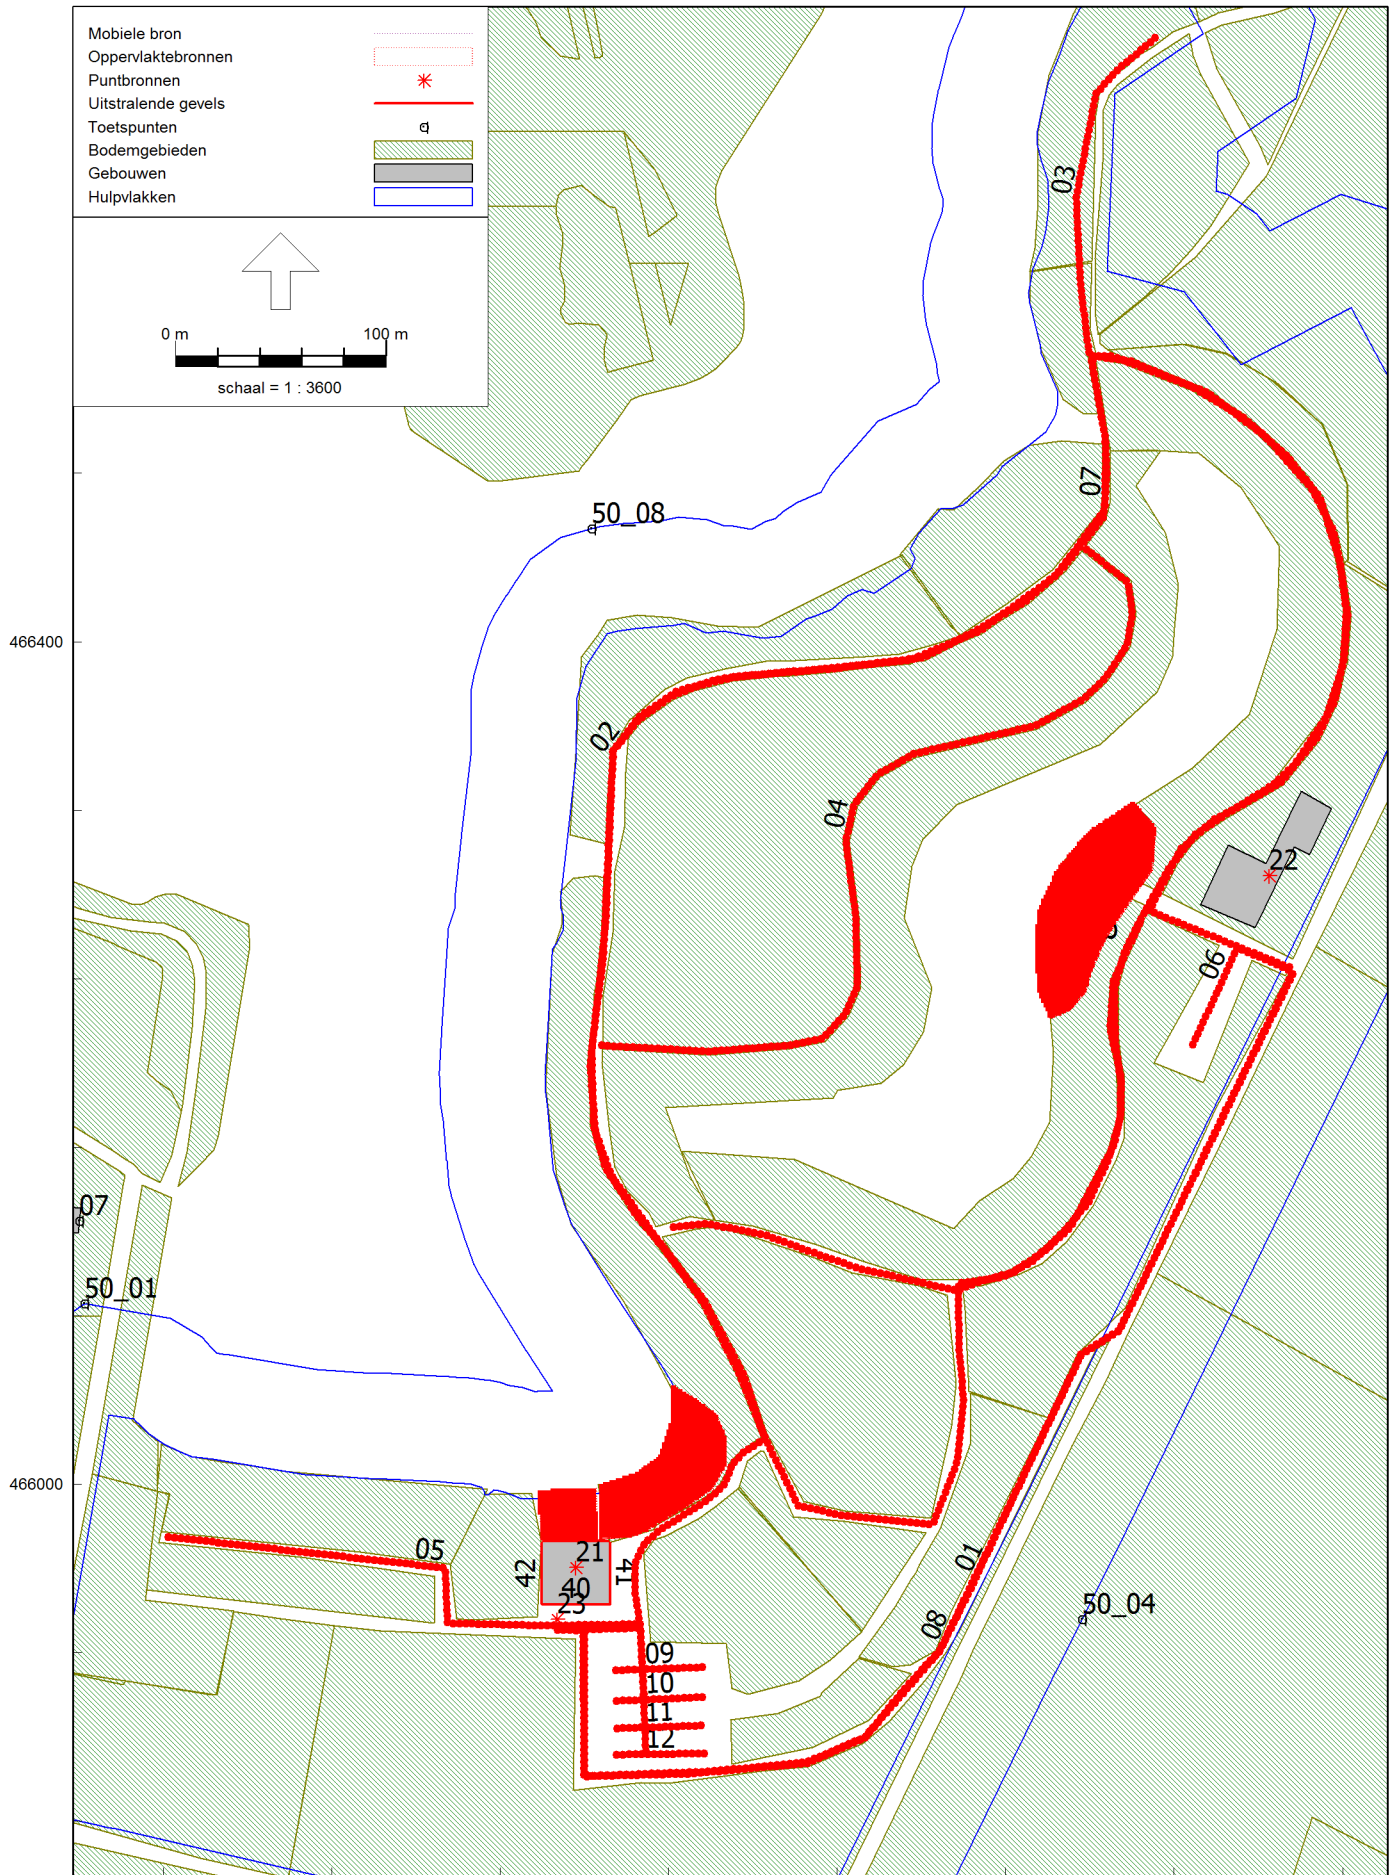 Mobiele bron
Oppervlaktebronnen
Puntbronnen
Uitstralende gevels
Toetspunten
Bodemgebieden
Gebouwen
Hulpvlakken
0 m 100 m
schaal = 1 : 3600
03
07
50_08
466400
02
04
22
06
07
50_01
466000
05
42
21
41
40
23
01
08
50_04
09
10
11
12